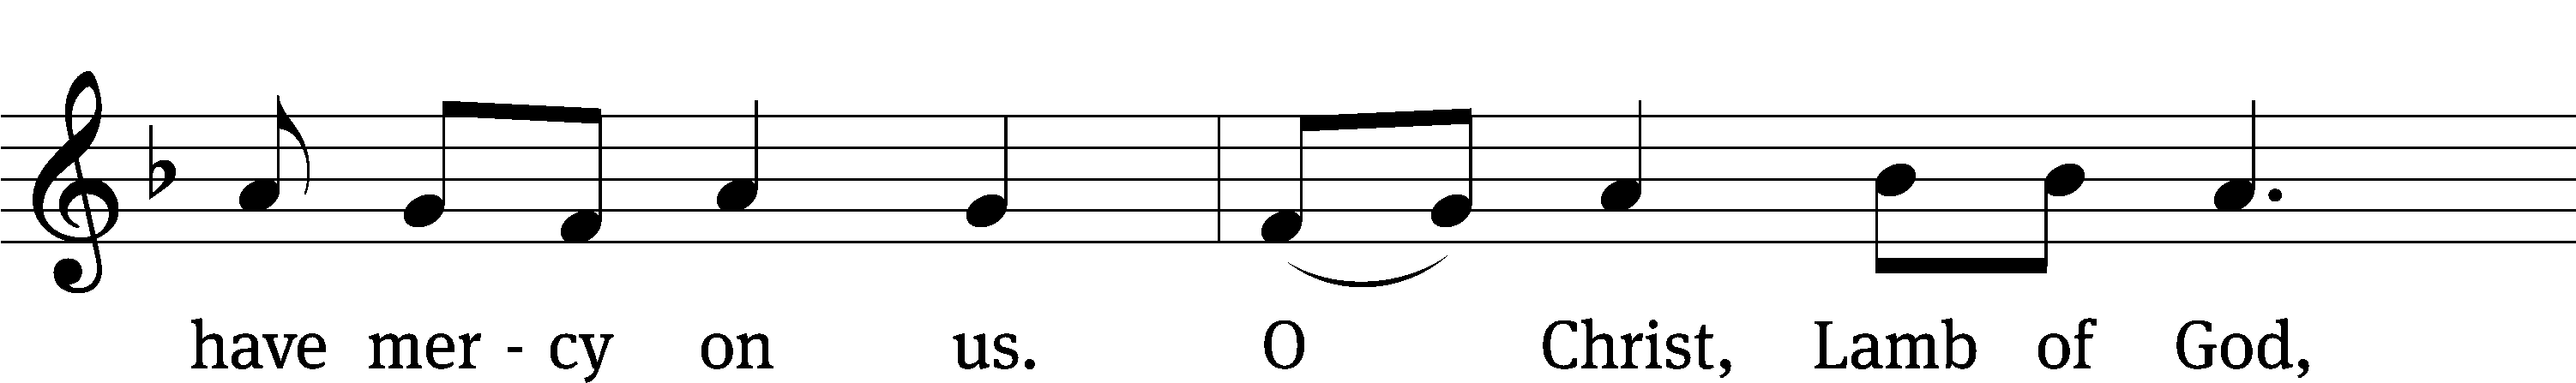 have mer - cy on us. O Christ, Lamb of God,